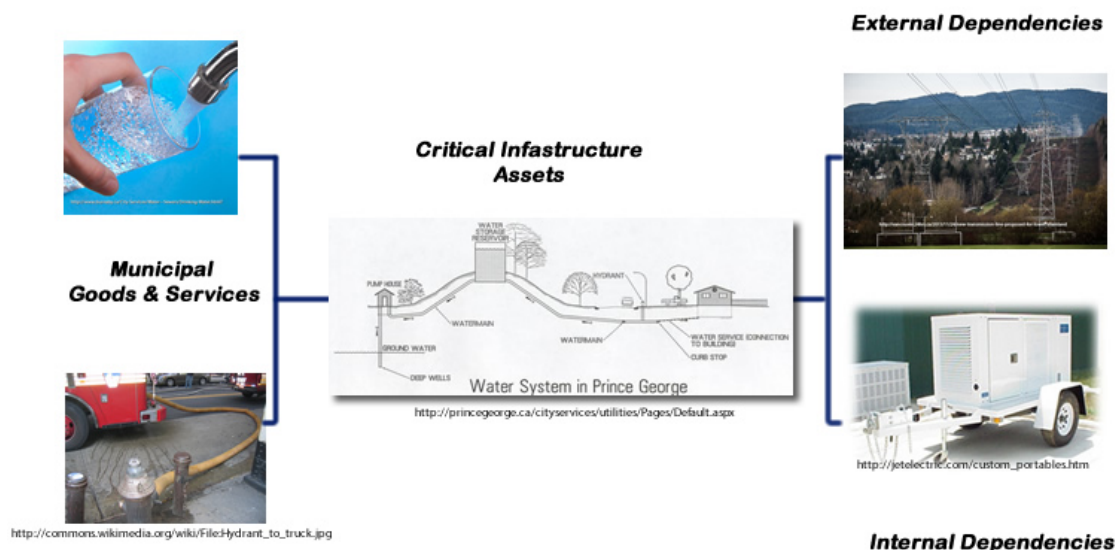 External Dependencies
Critical Infastructure
Assets
Municipal
Goods & Services
WATER
STORAGE
RESERVOIR
PUMP HOUSE
HYDRANT
WATERMAIN
WATERMAIN
WATER SERVICE (CONNECTION
TO BUILDING)
CURB STOP
GROUND WATER
DEEP WELLS
Water System in Prince George
http://princegeorge.ca/cityservices/utilities/Pages/Default.aspx
http://jetelectric.com/custom_portables.htm
http://commons.wikimedia.org/wiki/File:Hydrant_to_truck.jpg
Internal Dependencies